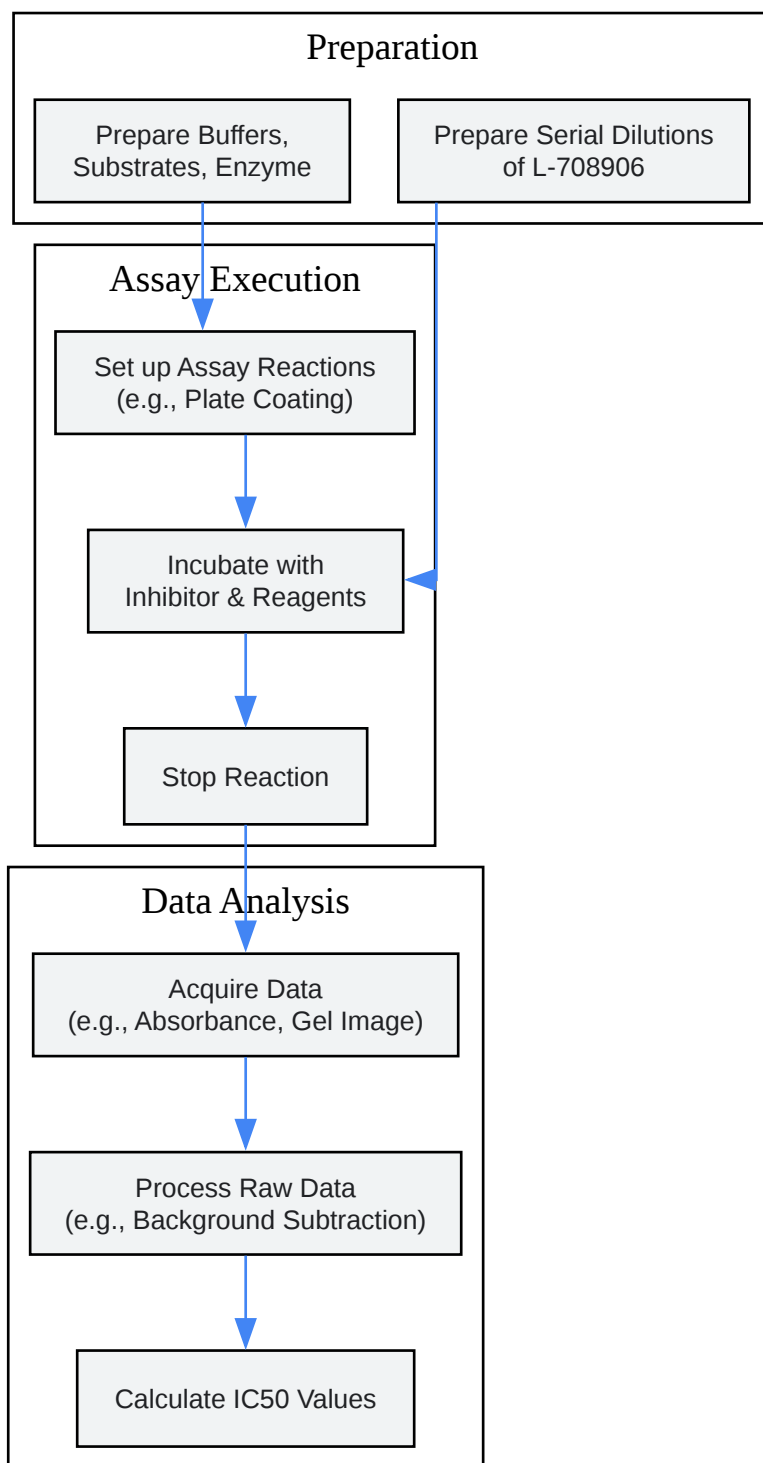 Preparation
Prepare Buffers,
Substrates, Enzyme
Prepare Serial Dilutions
of L-708906
Assay Execution
Set up Assay Reactions
(e.g., Plate Coating)
Incubate with
Inhibitor & Reagents
Stop Reaction
Data Analysis
Acquire Data
(e.g., Absorbance, Gel Image)
Process Raw Data
(e.g., Background Subtraction)
Calculate IC50 Values